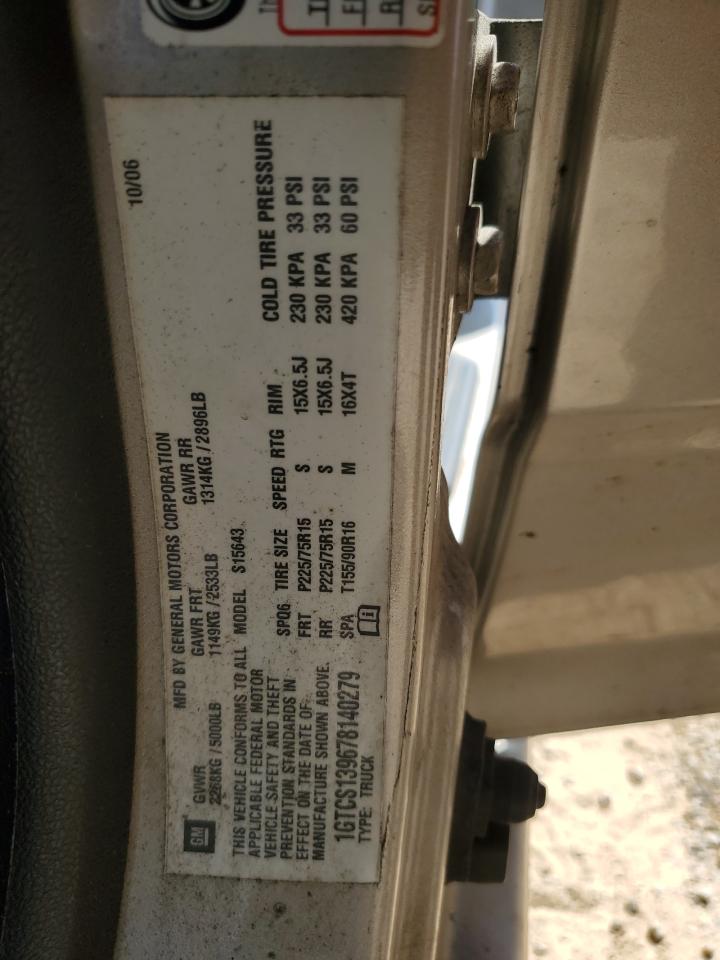 10/06
MFD BY GENERAL MOTORS CORPORATION
GM
GVWR GAWR FRT GAWR RR
2268KG / 5000LB 1149KG / 2533LB 1314KG / 2896LB
THIS VEHICLE CONFORMS TO ALL
APPLICABLE FEDERAL MOTOR
VEHICLE SAFETY AND THEFT
PREVENTION STANDARDS IN
EFFECT ON THE DATE OF
MANUFACTURE SHOWN ABOVE.
1GTCS139678140279
TYPE: TRUCK
MODEL S15643
SPQ6 TIRE SIZE SPEED RTG RIM COLD TIRE PRESSURE
FRT P225/75R15 S 15X6.5J 230 KPA 33 PSI
RR P225/75R15 S 15X6.5J 230 KPA 33 PSI
SPA T155/90R16 M 16X4T 420 KPA 60 PSI